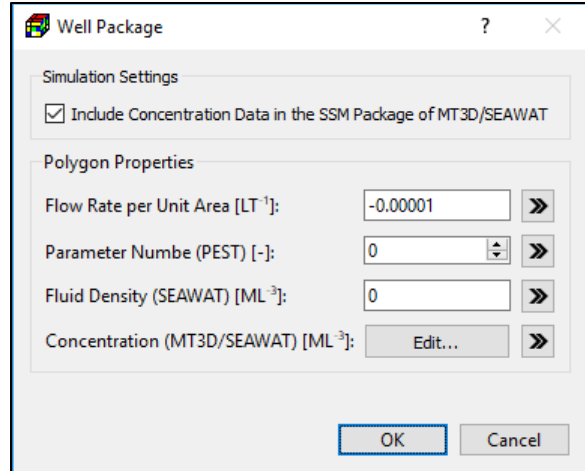 Well Package
Simulation Settings
Include Concentration Data in the SSM Package of MT3D/SEAWAT
Polygon Properties
Flow Rate per Unit Area [LT⁻¹]: -0.00001
Parameter Numbe (PEST) [-]: 0
Fluid Density (SEAWAT) [ML⁻³]: 0
Concentration (MT3D/SEAWAT) [ML⁻³]: Edit...
OK Cancel